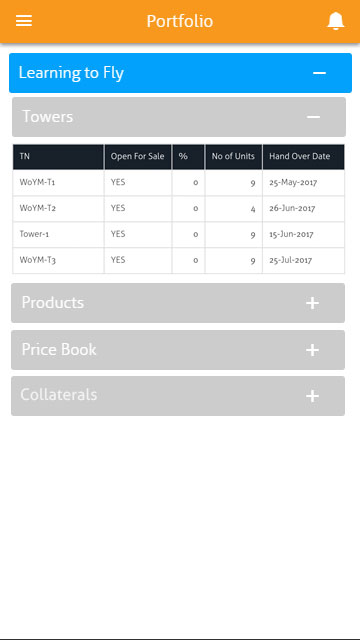 Portfolio
Learning to Fly
Towers
TN Open For Sale % No of Units Hand Over Date
WoYM-T1 YES 0 9 25-May-2017
WoYM-T2 YES 0 4 26-Jun-2017
Tower-1 YES 0 9 15-Jun-2017
WoYM-T3 YES 0 9 25-Jul-2017
Products
Price Book
Collaterals